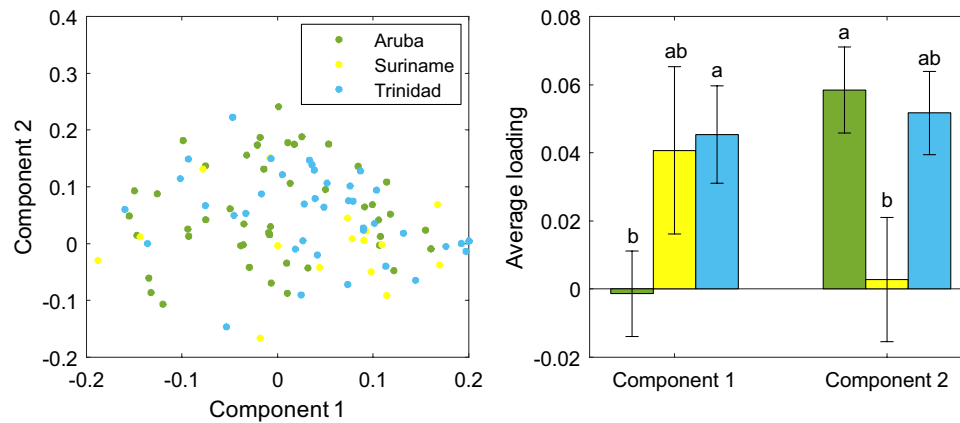 0.4
0.3
0.2
0.1
0
-0.1
-0.2
Component 2
-0.2
-0.1
0
0.1
0.2
Component 1
Aruba
Suriname
Trinidad
0.08
0.06
0.04
0.02
0
-0.02
Average loading
b
ab
a
a
b
ab
Component 1
Component 2